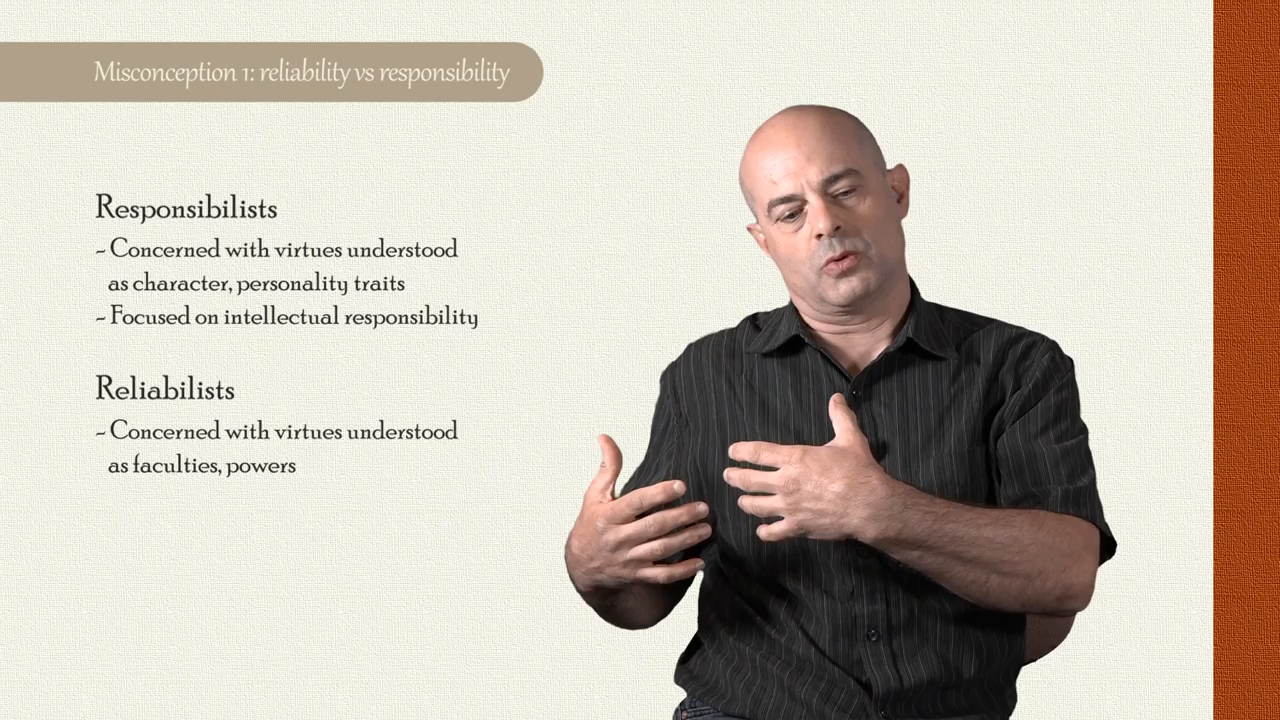 Misconception 1: reliability vs responsibility
Responsibilists
- Concerned with virtues understood
as character, personality traits
- Focused on intellectual responsibility
Reliabilists
- Concerned with virtues understood
as faculties, powers